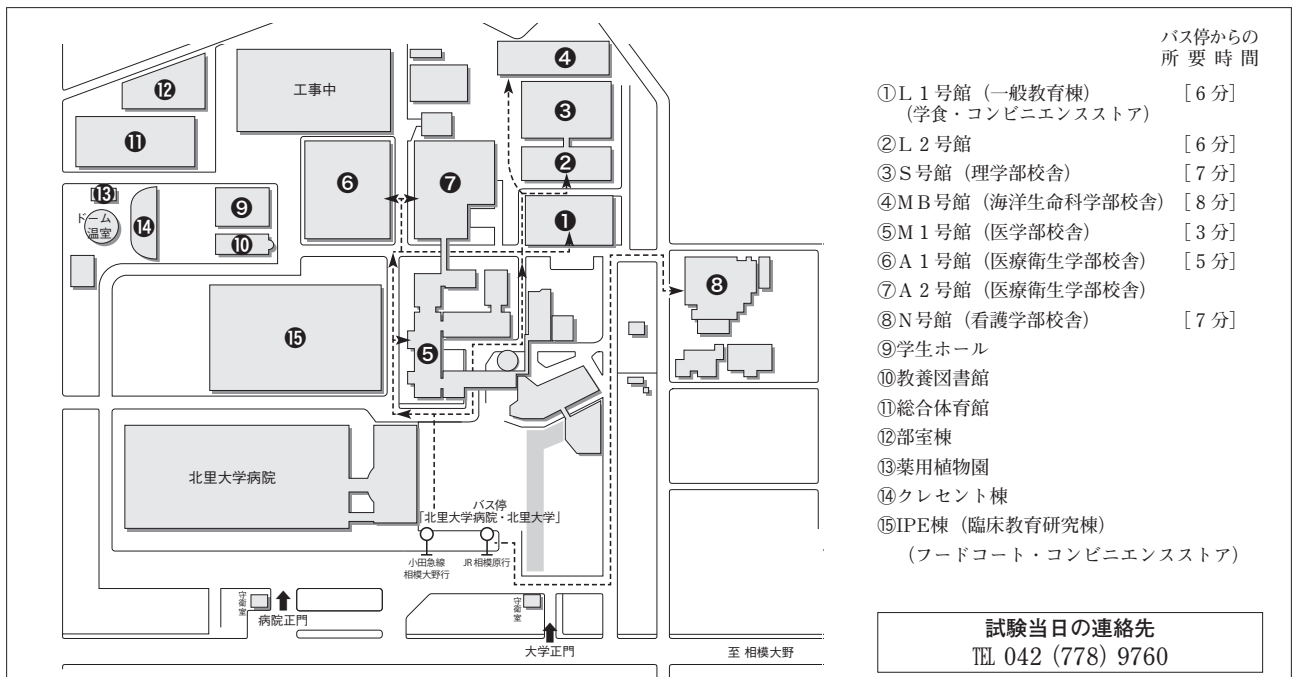 ⓬
工事中
❹
❸
⓫
❻
❼
❷
⓭
ドーム
温室
⓮
❾
❿
❶
❽
⓯
❺
北里大学病院
バス停
「北里大学病院・北里大学」
小田急線
相模大野行
JR相模原行
守衛室
病院正門
守衛室
大学正門
至 相模大野
バス停からの
所要時間
①L1号館（一般教育棟） ［6分］
（学食・コンビニエンスストア）
②L2号館 ［6分］
③S号館（理学部校舎） ［7分］
④MB号館（海洋生命科学部校舎） ［8分］
⑤M1号館（医学部校舎） ［3分］
⑥A1号館（医療衛生学部校舎） ［5分］
⑦A2号館（医療衛生学部校舎）
⑧N号館（看護学部校舎） ［7分］
⑨学生ホール
⑩教養図書館
⑪総合体育館
⑫部室棟
⑬薬用植物園
⑭クレセント棟
⑮IPE棟（臨床教育研究棟）
（フードコート・コンビニエンスストア）
試験当日の連絡先
℡ 042（778）9760